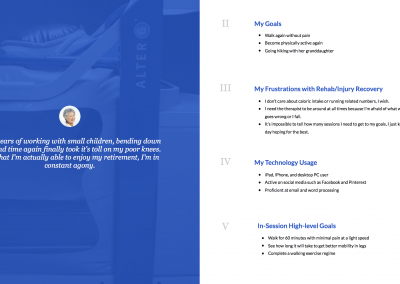 ALTER
ears of working with small children, bending down
nd time again finally took it's toll on my poor knees.
hat I'm actually able to enjoy my retirement, I'm in
constant agony.
II
My Goals
Walk again without pain
Become physically active again
Going hiking with her granddaughter
III
My Frustrations with Rehab/Injury Recovery
I don't care about caloric intake or running related numbers, I wish.
I need the therapist to be around at all times because I'm afraid of what
goes wrong or I fall.
It's impossible to tell how many sessions I need to get to my goals, I just
day hoping for the best.
IV
My Technology Usage
iPad, iPhone, and desktop PC user
Active on social media such as Facebook and Pinterest
Proficient at email and word processing
V
In-Session High-level Goals
Walk for 60 minutes with minimal pain at a light speed
See how long it will take to get better mobility in legs
Complete a walking exercise regime